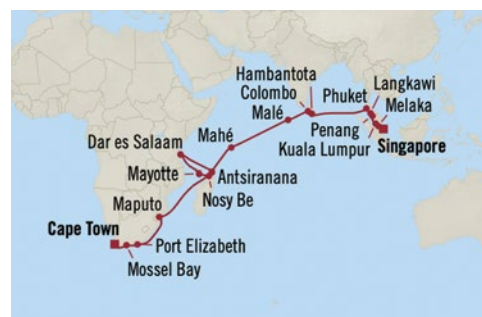 Hambantota
Colombo
Malé
Phuket
Langkawi
Melaka
Penang
Kuala Lumpur
Singapore
Dar es Salaam
Mahé
Mayotte
Antsiranana
Nosy Be
Maputo
Cape Town
Port Elizabeth
Mossel Bay